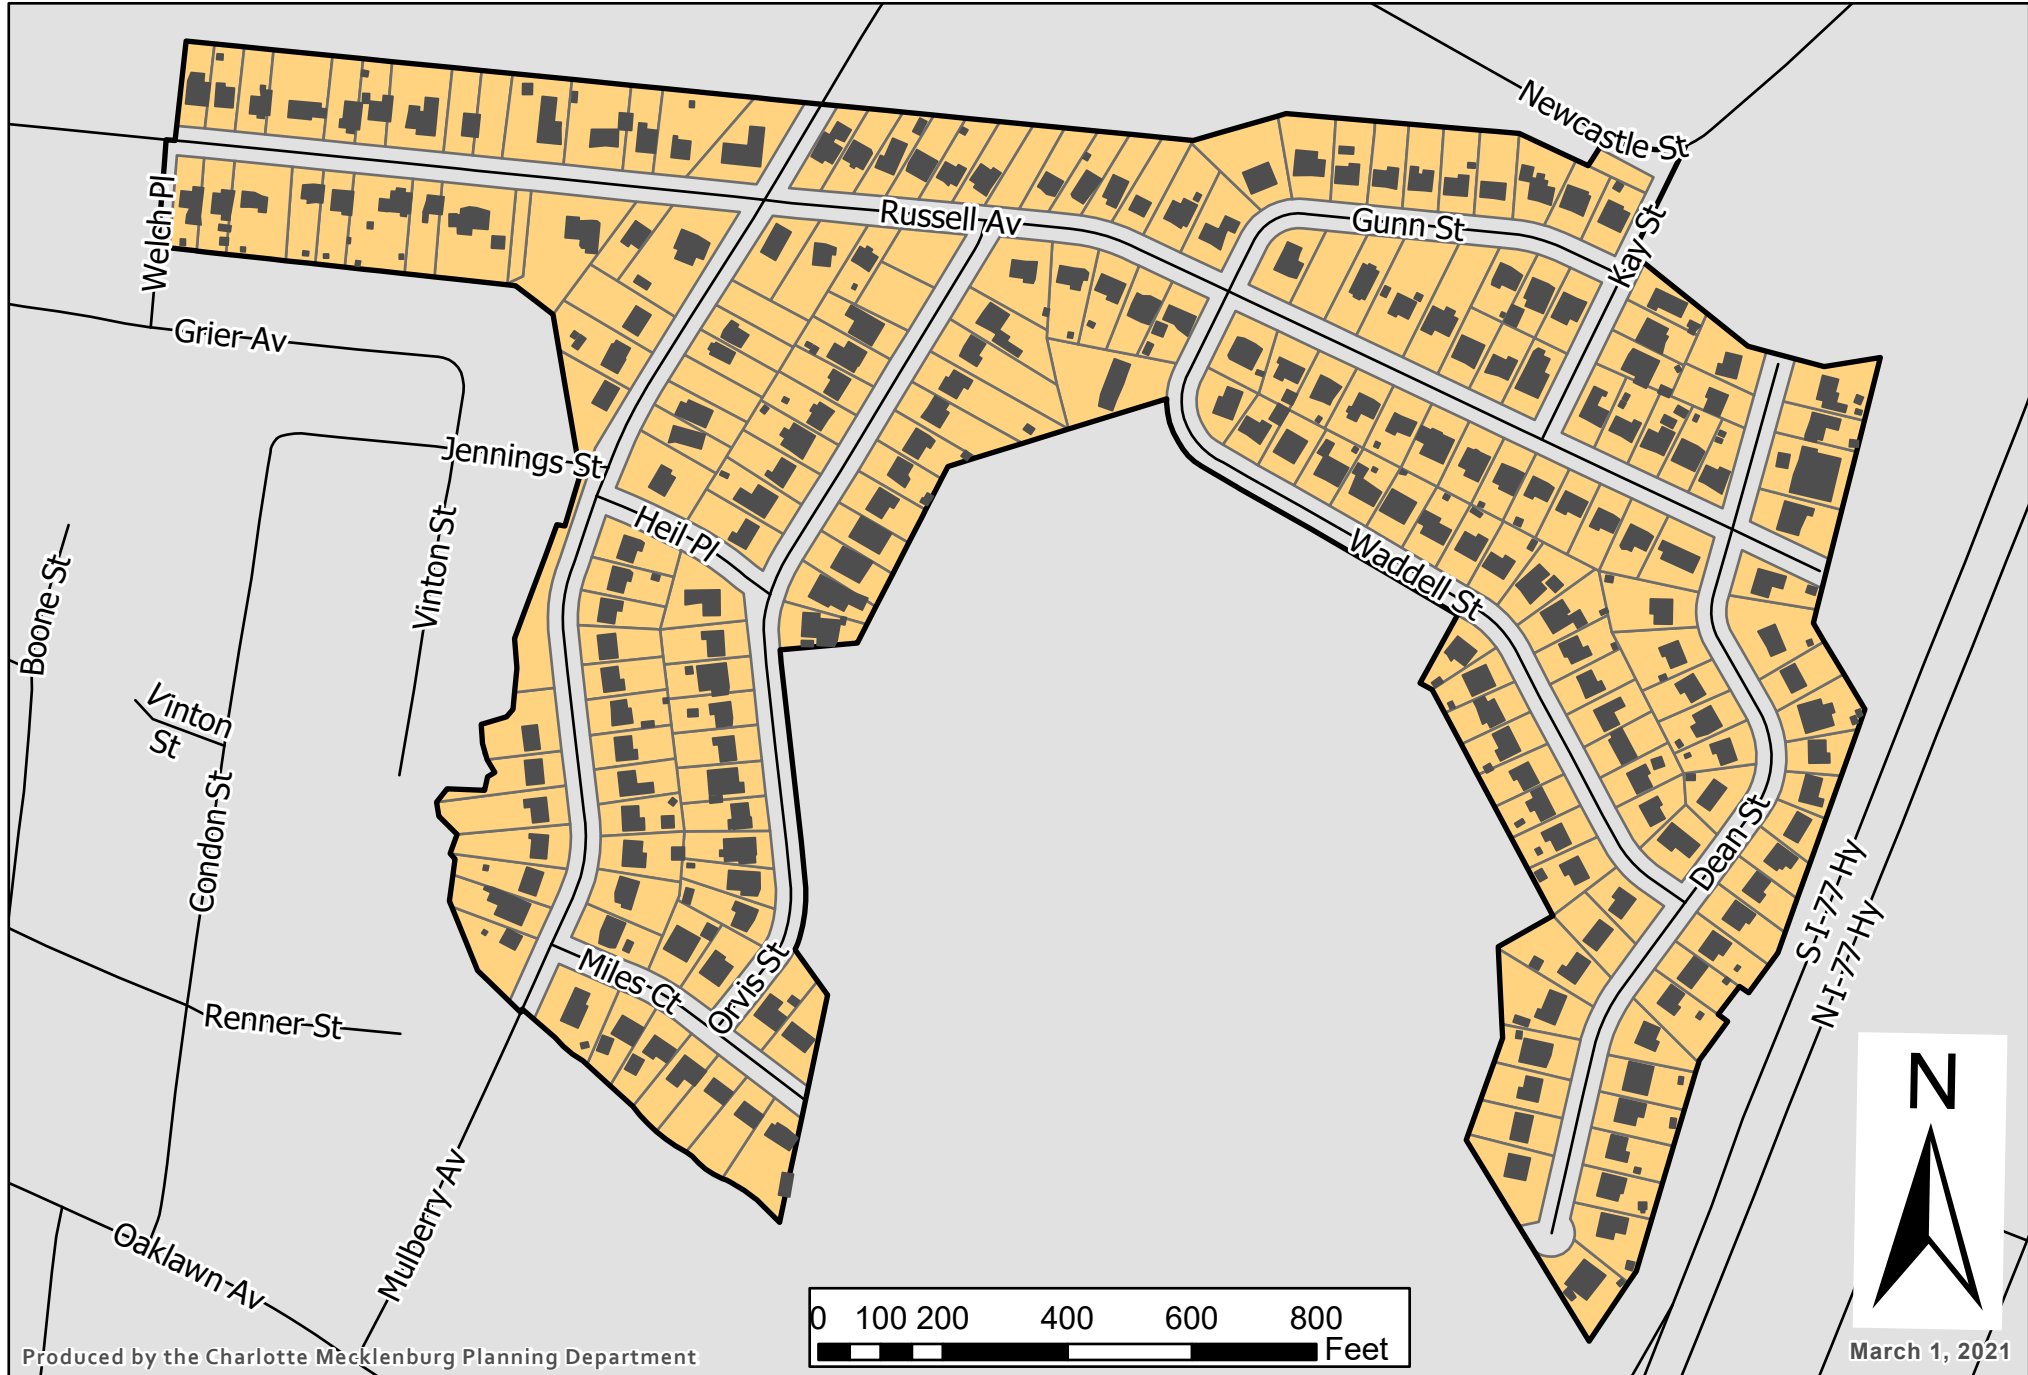 Newcastle St
Welch Pl
Russell Av
Gunn St
Kay St
Grier Av
Jennings St
Vinton St
Heil Pl
Waddell St
Boone St
Vinton
St
Condon St
Dean St
S I-77 Hy
N I-77 Hy
Miles Ct
Orvis St
Renner St
Mulberry Av
Oaklawn Av
N
0 100 200 400 600 800
Feet
Produced by the Charlotte Mecklenburg Planning Department
March 1, 2021